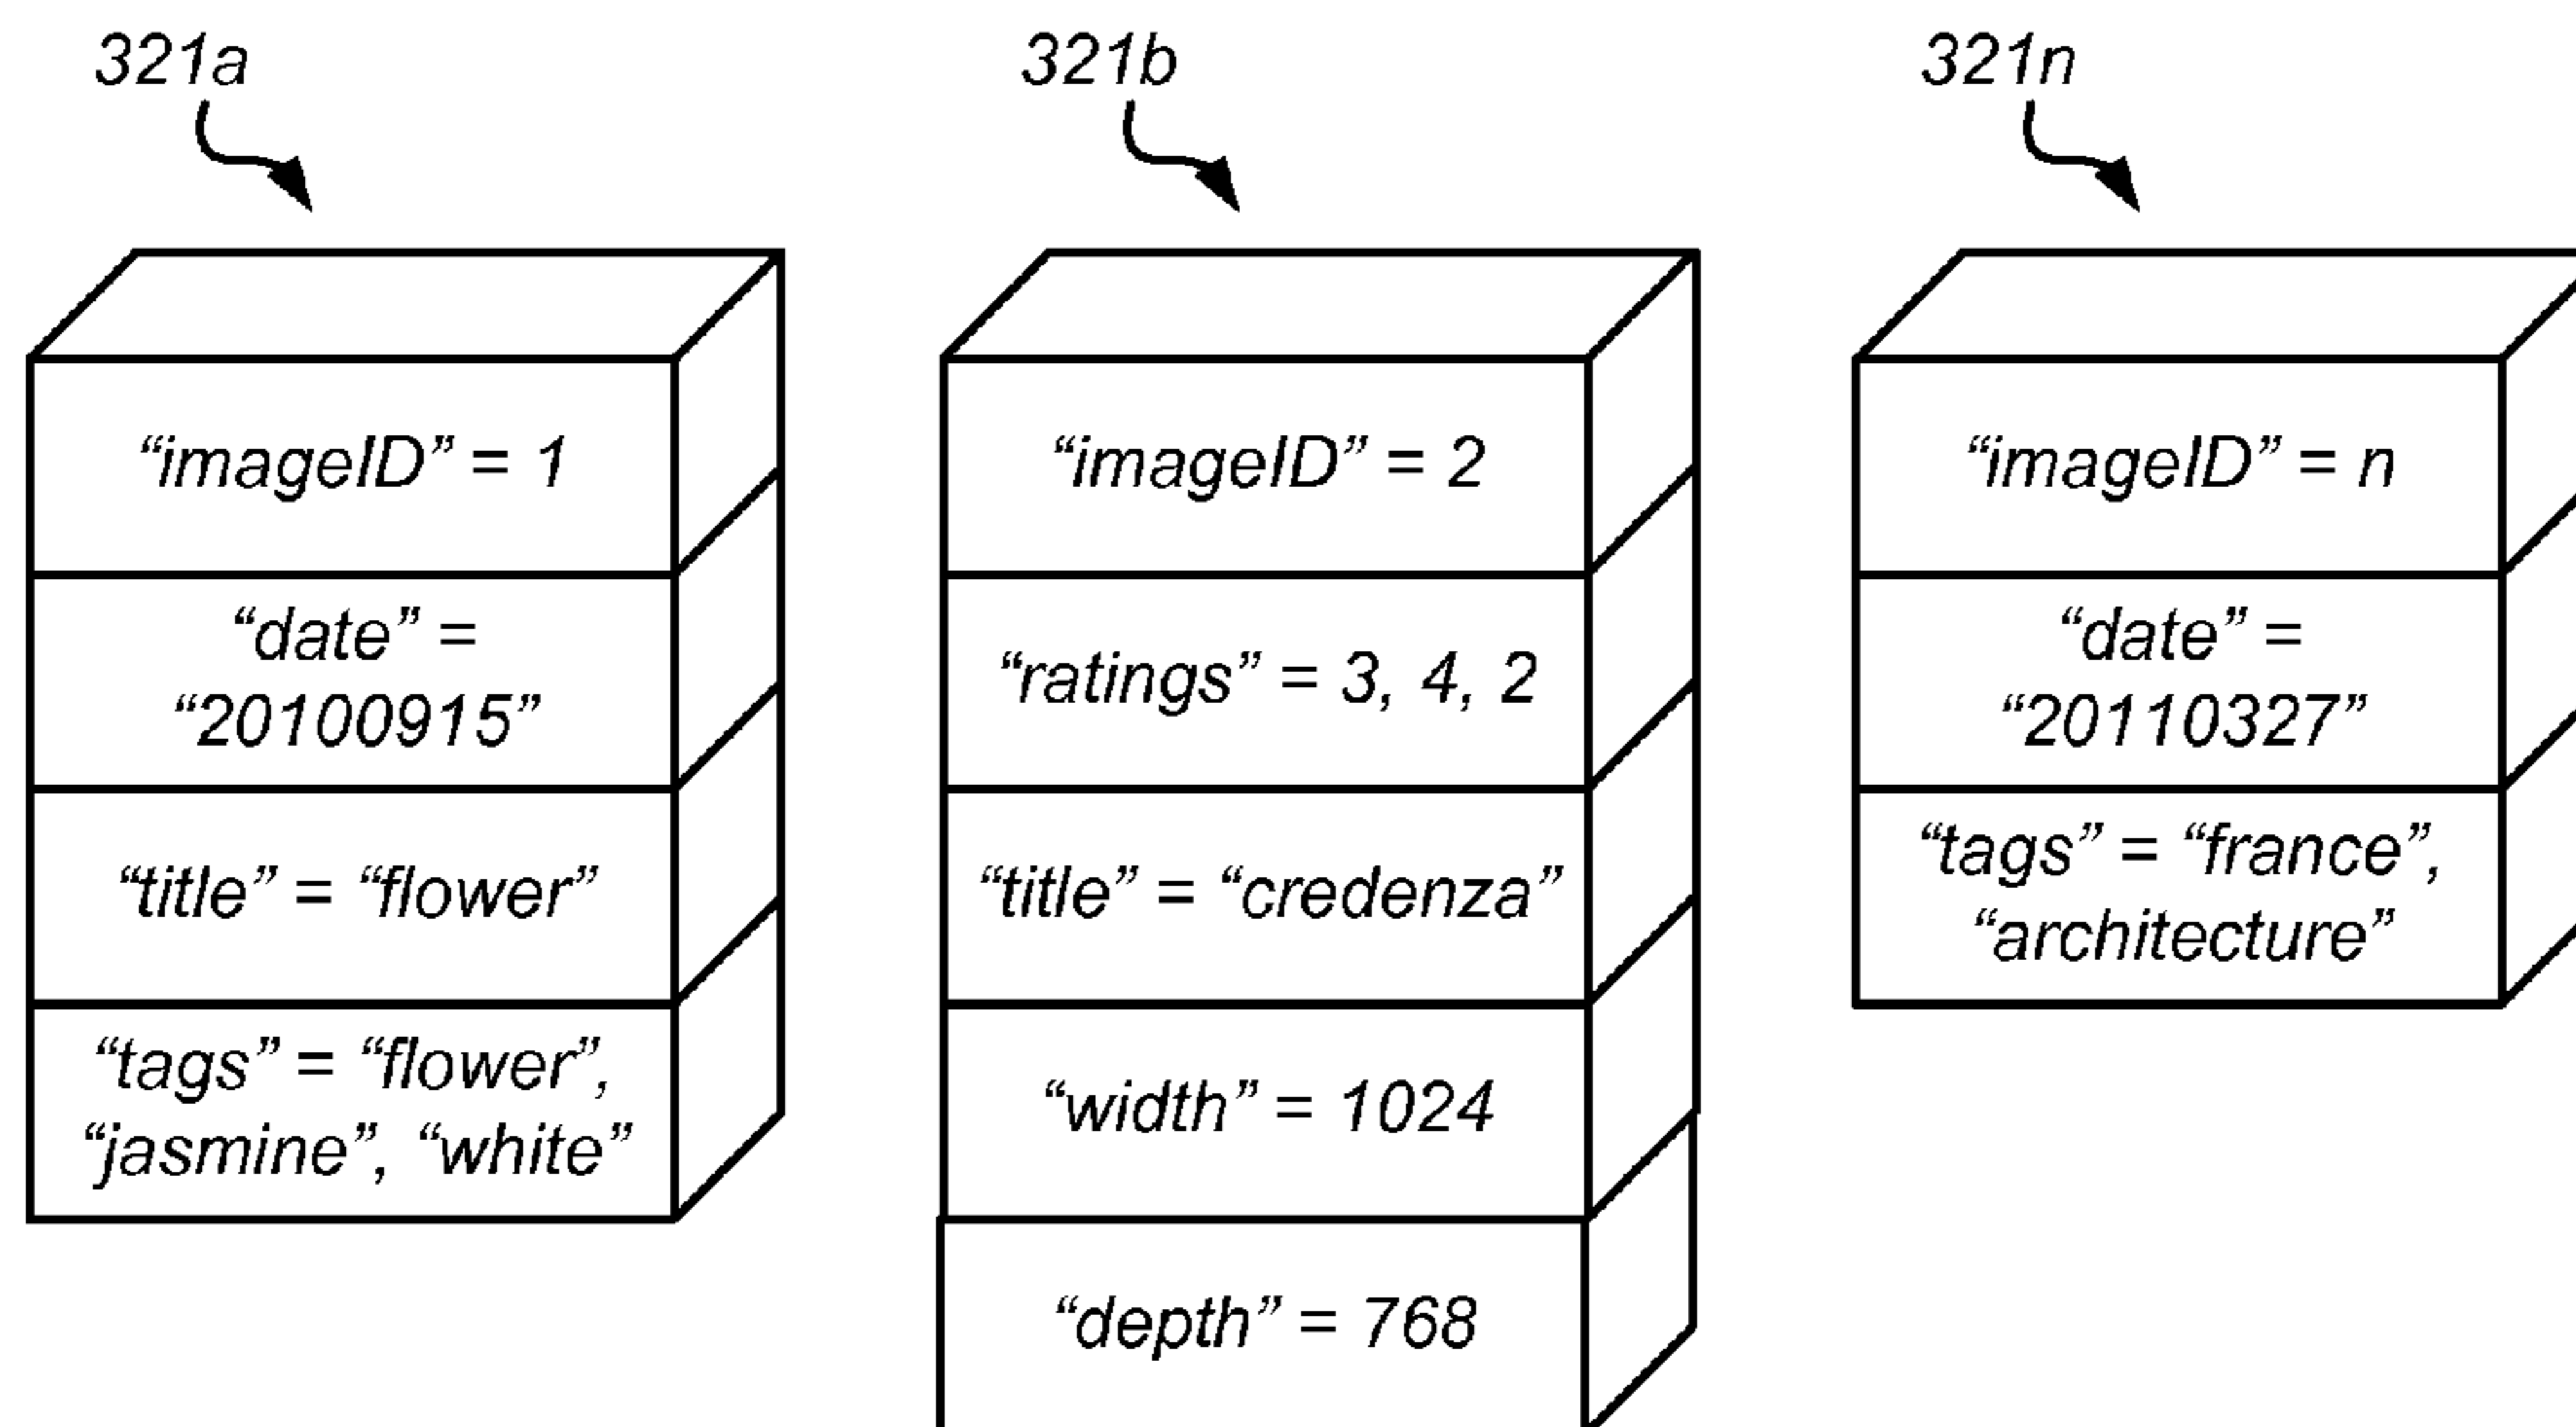 321a
321b
321n
“imageID” = 1
“date” =
“20100915”
“title” = “flower”
“tags” = “flower”,
“jasmine”, “white”
“imageID” = 2
“ratings” = 3, 4, 2
“title” = “credenza”
“width” = 1024
“depth” = 768
“imageID” = n
“date” =
“20110327”
“tags” = “france”,
“architecture”